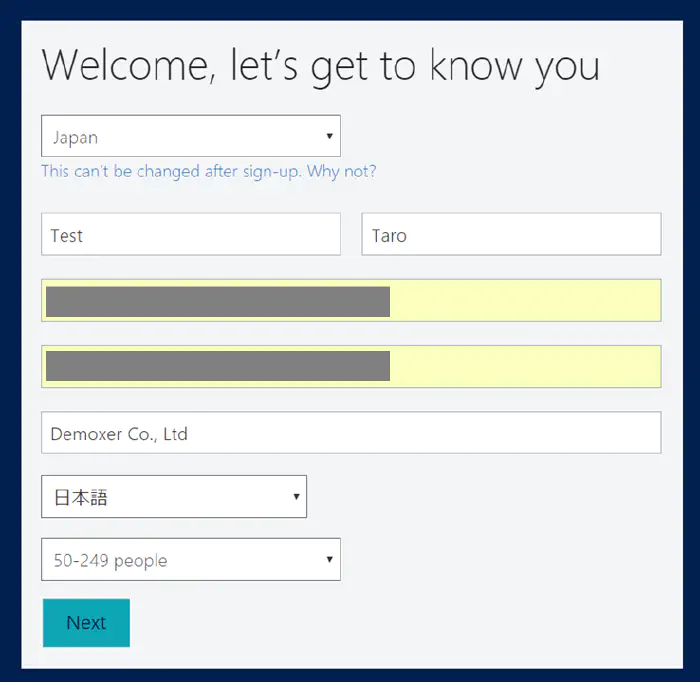 Welcome, let's get to know you
Japan
This can't be changed after sign-up. Why not?
Test
Taro
Demoxer Co., Ltd
日本語
50-249 people
Next